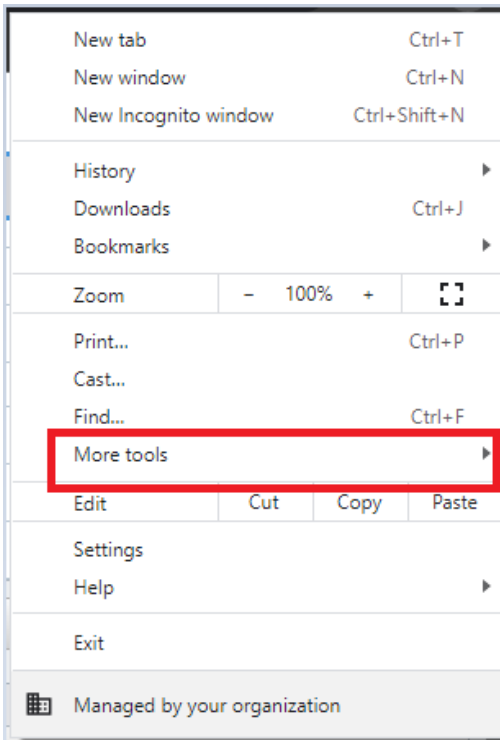 New tab Ctrl+T
New window Ctrl+N
New Incognito window Ctrl+Shift+N
History
Downloads Ctrl+J
Bookmarks
Zoom - 100% +
Print... Ctrl+P
Cast...
Find... Ctrl+F
More tools
Edit Cut Copy Paste
Settings
Help
Exit
Managed by your organization